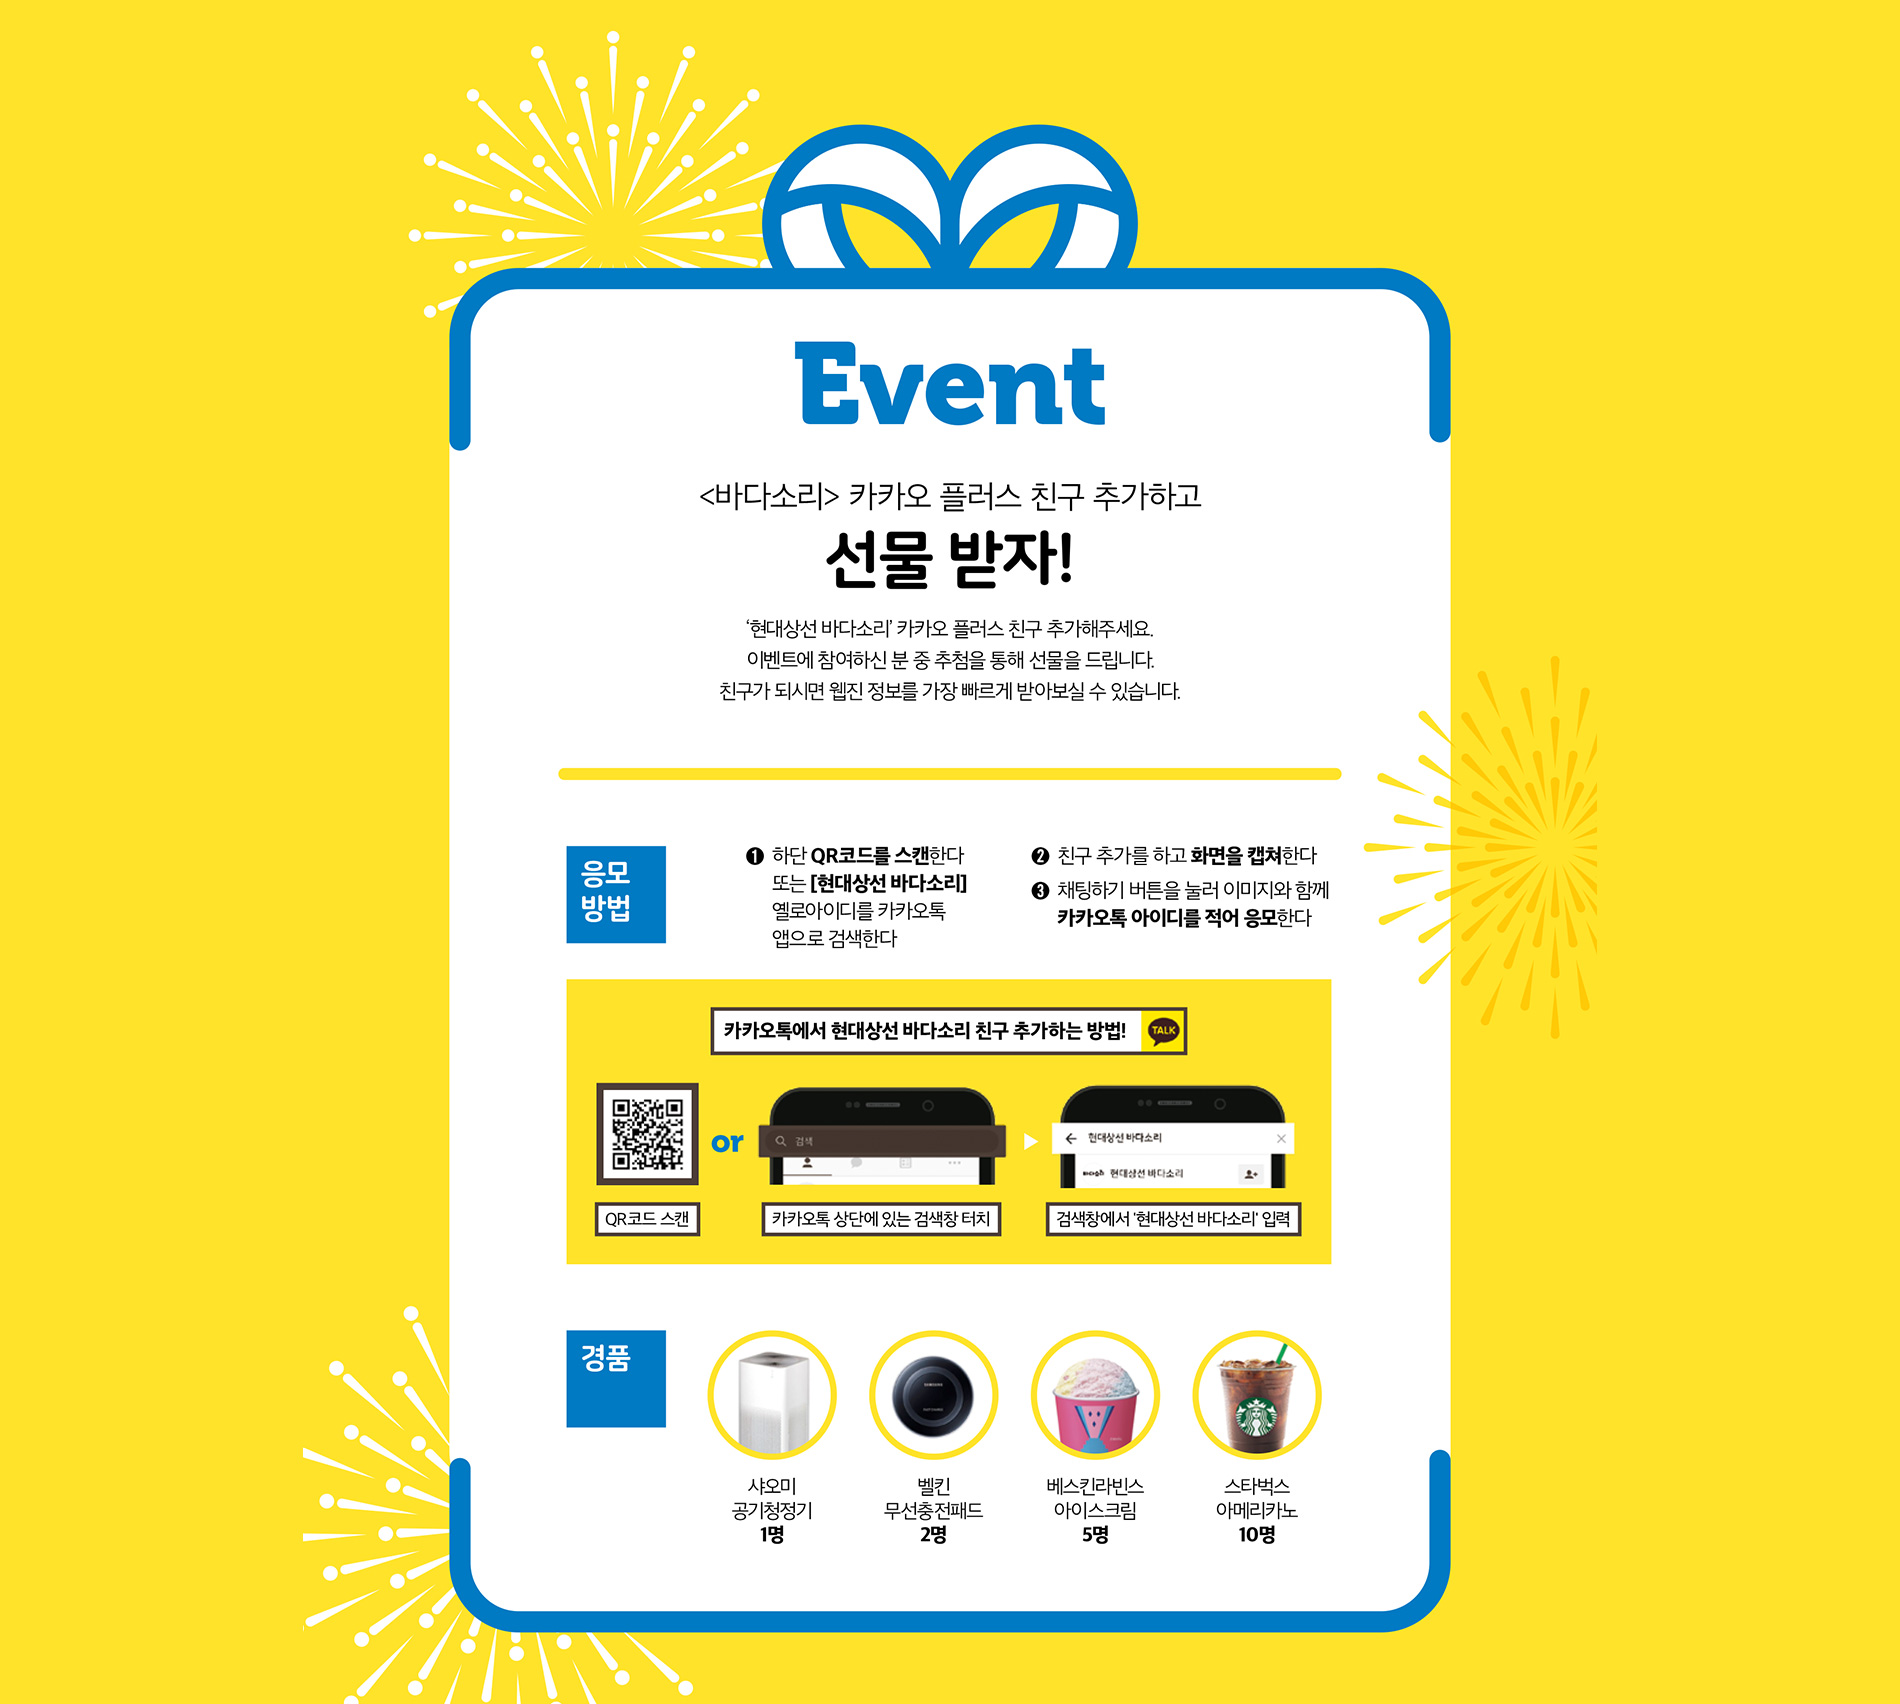 Event
<바다소리> 카카오 플러스 친구 추가하고
선물 받자!
‘현대상선 바다소리’ 카카오 플러스 친구 추가해주세요.
이벤트에 참여하신 분 중 추첨을 통해 선물을 드립니다.
친구가 되시면 웹진 정보를 가장 빠르게 받아보실 수 있습니다.
응모
방법
❶ 하단 QR코드를 스캔한다
또는 [현대상선 바다소리]
옐로아이디를 카카오톡
앱으로 검색한다
❷ 친구 추가를 하고 화면을 캡쳐한다
❸ 채팅하기 버튼을 눌러 이미지와 함께
카카오톡 아이디를 적어 응모한다
카카오톡에서 현대상선 바다소리 친구 추가하는 방법!
TALK
or
검색
현대상선 바다소리
현대상선 바다소리
QR코드 스캔
카카오톡 상단에 있는 검색창 터치
검색창에서 '현대상선 바다소리' 입력
경품
SAMSUNG
샤오미
공기청정기
1명
벨킨
무선충전패드
2명
베스킨라빈스
아이스크림
5명
스타벅스
아메리카노
10명